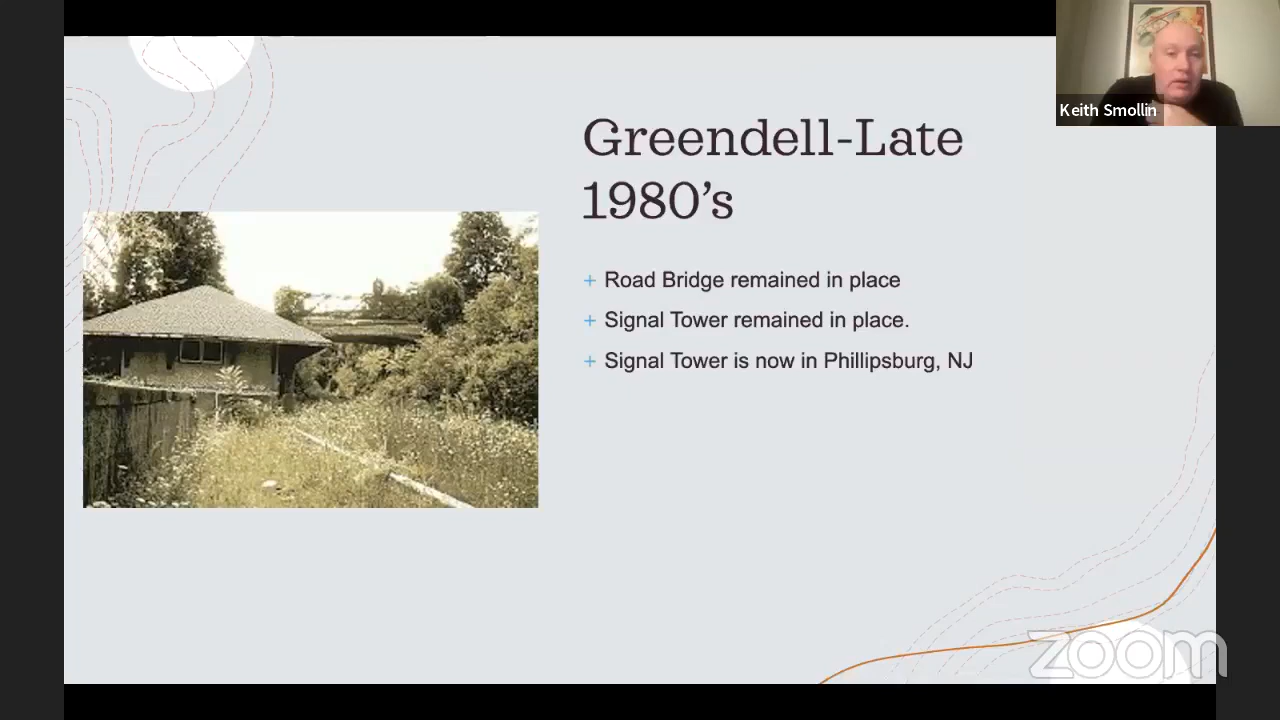 Keith Smollin
Greendell-Late
1980’s
+ Road Bridge remained in place
+ Signal Tower remained in place.
+ Signal Tower is now in Phillipsburg, NJ
zoom